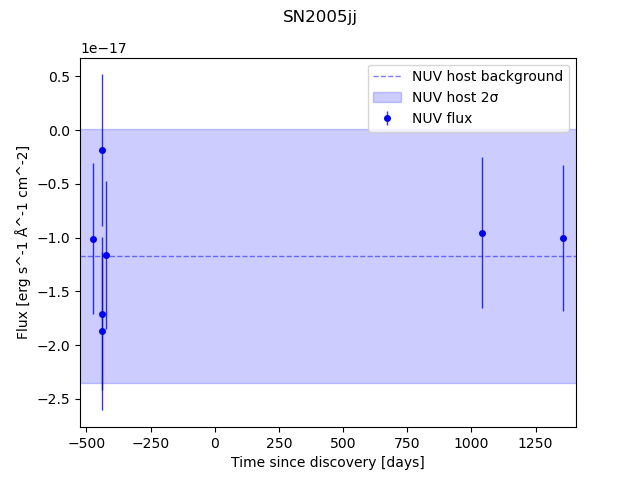 SN2005jj
1e−17
NUV host background
NUV host 2σ
NUV flux
0.5
0.0
−0.5
−1.0
−1.5
−2.0
−2.5
Flux [erg s^-1 Å^-1 cm^-2]
−500 −250 0 250 500 750 1000 1250
Time since discovery [days]